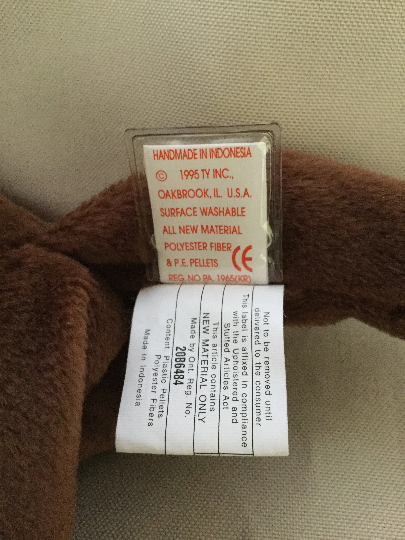 HANDMADE IN INDONESIA
© 1995 TY INC.,
OAKBROOK, IL. U.S.A.
SURFACE WASHABLE
ALL NEW MATERIAL
POLYESTER FIBER
& P.E. PELLETS CE
REG. NO PA. 1965(KR)
Not to be removed until
delivered to the consumer
This label is affixed in compliance
with the Upholstered and
Stuffed Articles Act
This article contains
NEW MATERIAL ONLY
Made by Ont. Reg. No.
20B6484
Content Plastic Pellets
Polyester Fibers
Made in Indonesia